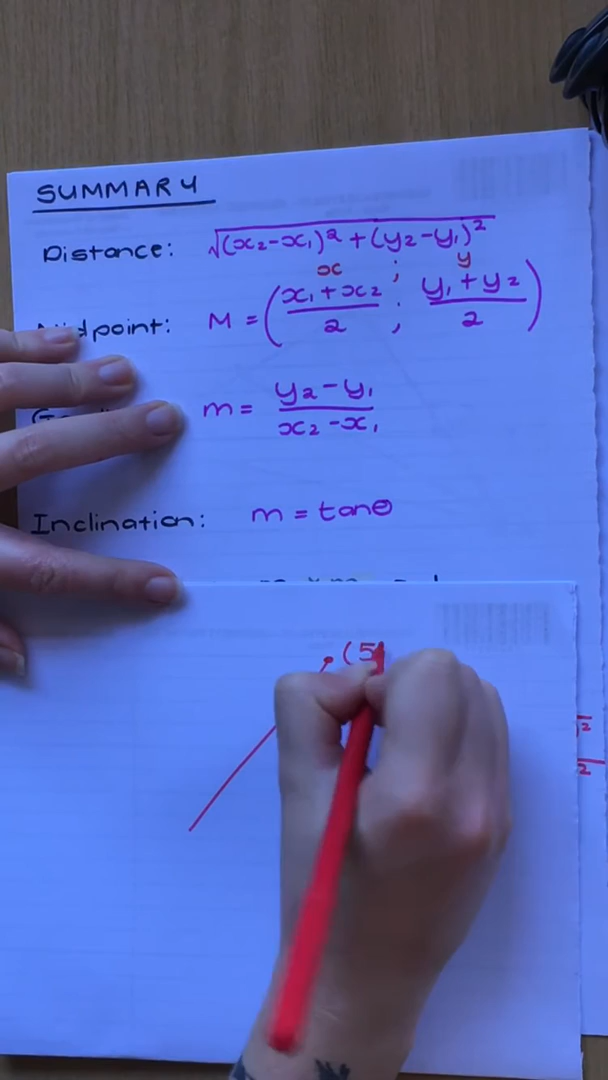 SUMMARY
Distance: √(x₂-x₁)² + (y₂-y₁)²
x ; y
Midpoint: M = (x₁ + x₂ / 2 ; y₁ + y₂ / 2)
m = y₂ - y₁ / x₂ - x₁
Inclination: m = tanθ
(5